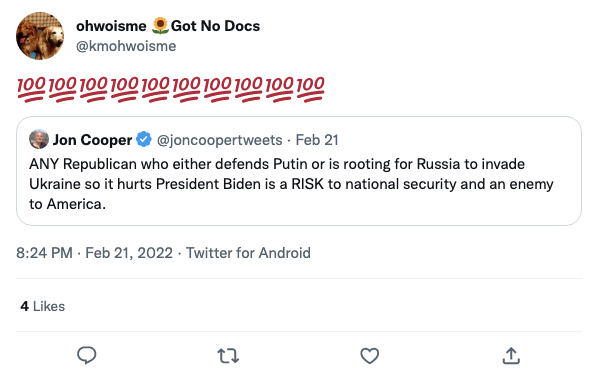 ohwoisme 🌻Got No Docs
@kmohwoisme
💯💯💯💯💯💯💯💯💯💯
Jon Cooper @joncoopertweets · Feb 21
ANY Republican who either defends Putin or is rooting for Russia to invade
Ukraine so it hurts President Biden is a RISK to national security and an enemy
to America.
8:24 PM · Feb 21, 2022 · Twitter for Android
4 Likes